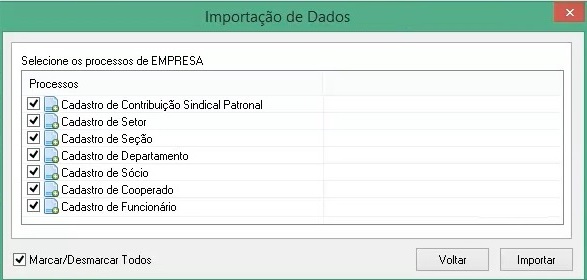 Importação de Dados
Selecione os processos de EMPRESA
Processos
Cadastro de Contribuição Sindical Patronal
Cadastro de Setor
Cadastro de Seção
Cadastro de Departamento
Cadastro de Sócio
Cadastro de Cooperado
Cadastro de Funcionário
Marcar/Desmarcar Todos
Voltar
Importar